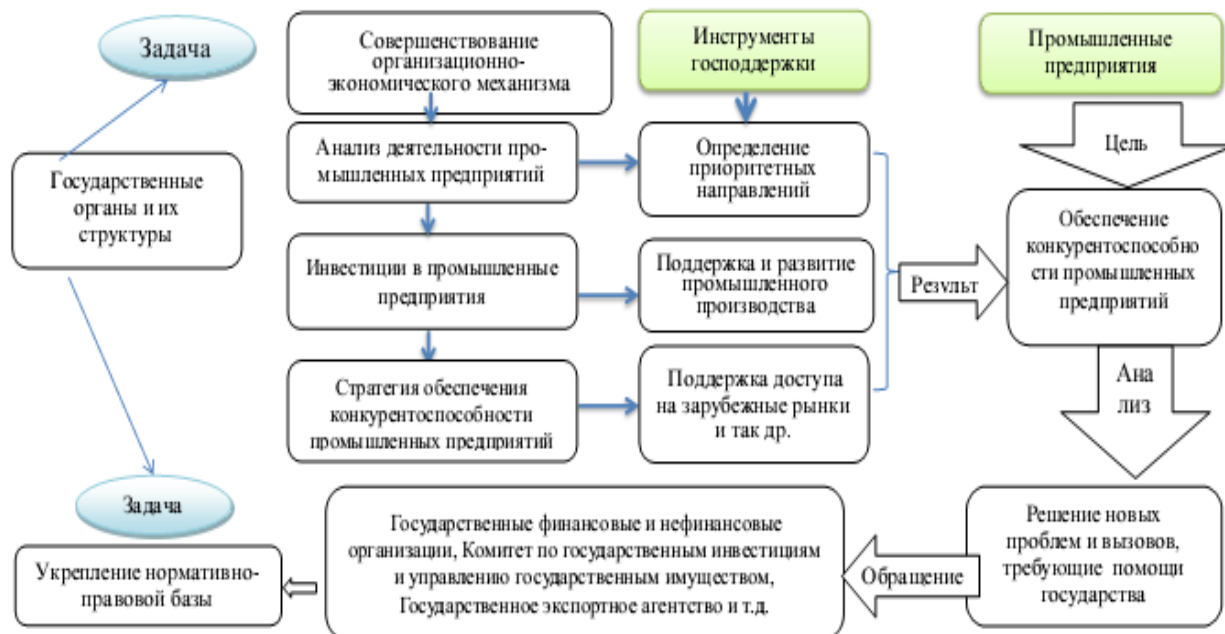 Задача
Государственные
органы и их
структуры
Задача
Укрепление нормативно-
правовой базы
Совершенствование
организационно-
экономического механизма
Анализ деятельности про-
мышленных предприятий
Инвестиции в промышленные
предприятия
Стратегия обеспечения
конкурентоспособности
промышленных предприятий
Инструменты
господдержки
Определение
приоритетных
направлений
Поддержка и развитие
промышленного
производства
Поддержка доступа
на зарубежные рынки
и так др.
Результ
Промышленные
предприятия
Цель
Обеспечение
конкурентоспособно
сти промышленных
предприятий
Ана
лиз
Решение новых
проблем и вызовов,
требующие помощи
государства
Обращение
Государственные финансовые и нефинансовые
организации, Комитет по государственным инвестициям
и управлению государственным имуществом,
Государственное экспортное агентство и т.д.